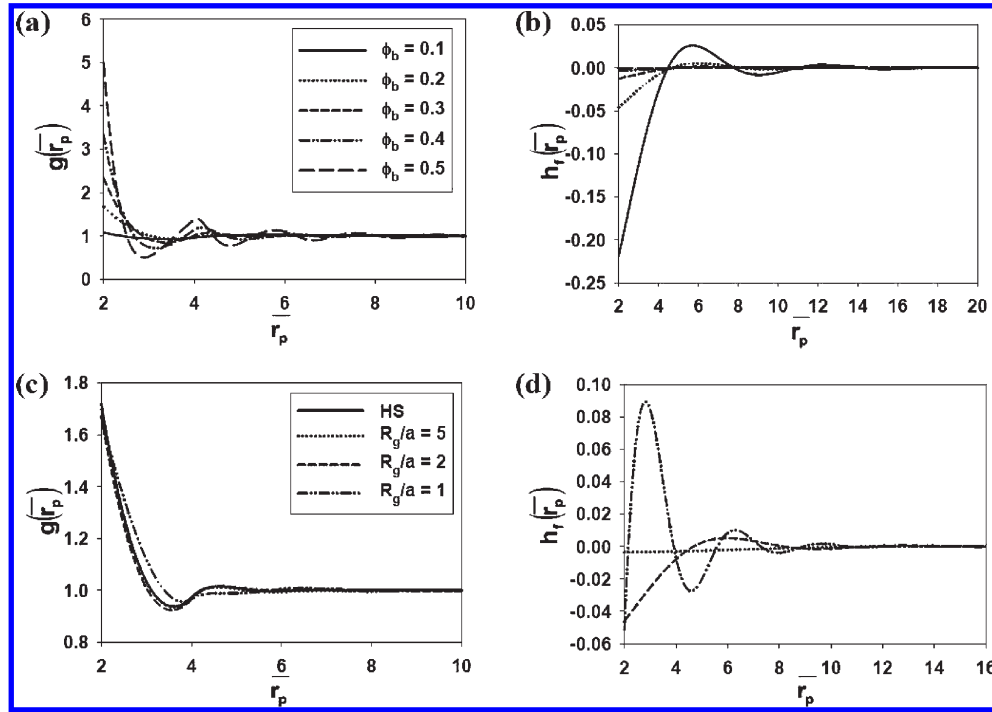 (a)
6
5
4
3
2
1
0
g(r̅p)
2 4 6 8 10
r̅p
ϕb = 0.1
ϕb = 0.2
ϕb = 0.3
ϕb = 0.4
ϕb = 0.5
(b)
0.05
0.00
-0.05
-0.10
-0.15
-0.20
-0.25
hf(r̅p)
2 4 6 8 10 12 14 16 18 20
r̅p
(c)
1.8
1.6
1.4
1.2
1.0
0.8
g(r̅p)
2 4 6 8 10
r̅p
HS
Rg/a = 5
Rg/a = 2
Rg/a = 1
(d)
0.10
0.08
0.06
0.04
0.02
0.00
-0.02
-0.04
-0.06
hf(r̅p)
2 4 6 8 10 12 14 16
r̅p